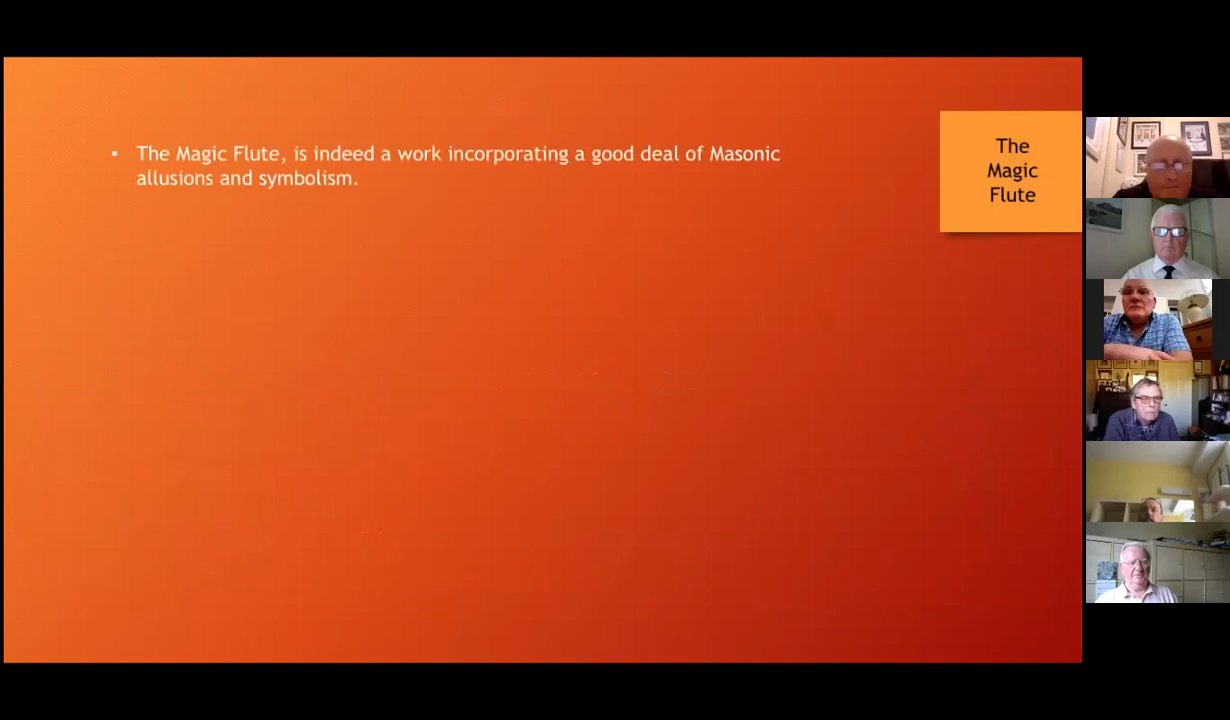 • The Magic Flute, is indeed a work incorporating a good deal of Masonic
allusions and symbolism.
The
Magic
Flute